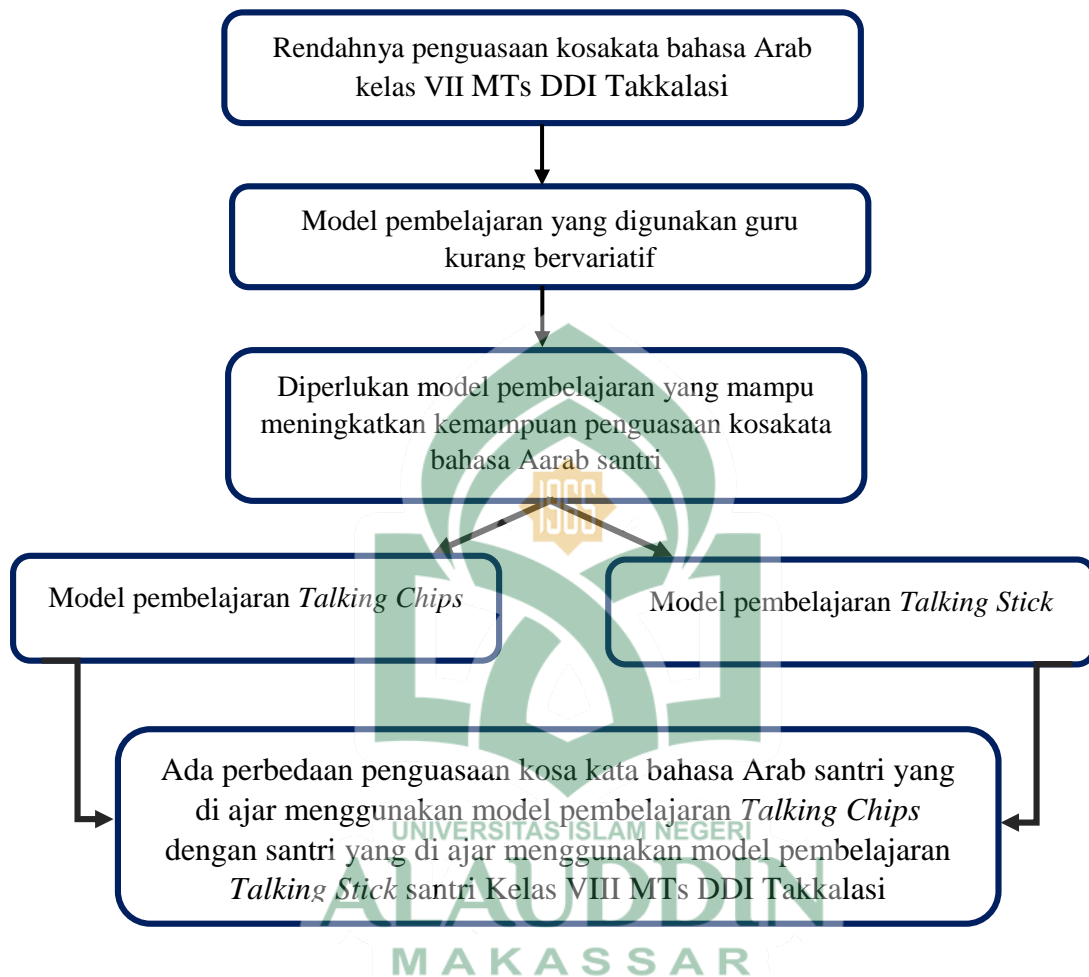 Rendahnya penguasaan kosakata bahasa Arab
kelas VII MTs DDI Takkalasi
Model pembelajaran yang digunakan guru
kurang bervariatif
Diperlukan model pembelajaran yang mampu
meningkatkan kemampuan penguasaan kosakata
bahasa Aarab santri
1965
Model pembelajaran Talking Chips
Model pembelajaran Talking Stick
Ada perbedaan penguasaan kosa kata bahasa Arab santri yang
di ajar menggunakan model pembelajaran Talking Chips
UNIVERSITAS ISLAM NEGERI
dengan santri yang di ajar menggunakan model pembelajaran
Talking Stick santri Kelas VIII MTs DDI Takkalasi
ALAUDDIN
MAKASSAR